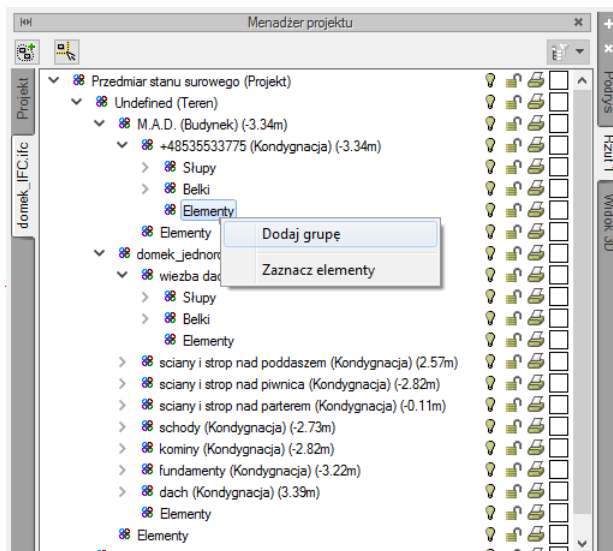 Menadżer projektu
Projekt
domek_IFC.ifc
Przedmiar stanu surowego (Projekt)
Undefined (Teren)
M.A.D. (Budynek) (-3.34m)
+48535533775 (Kondygnacja) (-3.34m)
Słupy
Belki
Elementy
Elementy
Dodaj grupę
Zaznacz elementy
domek_jednoro
wiezba dac
Słupy
Belki
Elementy
sciany i strop nad poddaszem (Kondygnacja) (2.57m)
sciany i strop nad piwnica (Kondygnacja) (-2.82m)
sciany i strop nad parterem (Kondygnacja) (-0.11m)
schody (Kondygnacja) (-2.73m)
kominy (Kondygnacja) (-2.82m)
fundamenty (Kondygnacja) (-3.22m)
dach (Kondygnacja) (3.39m)
Elementy
Elementy
Podrys
Rzut 1
Widok 3D